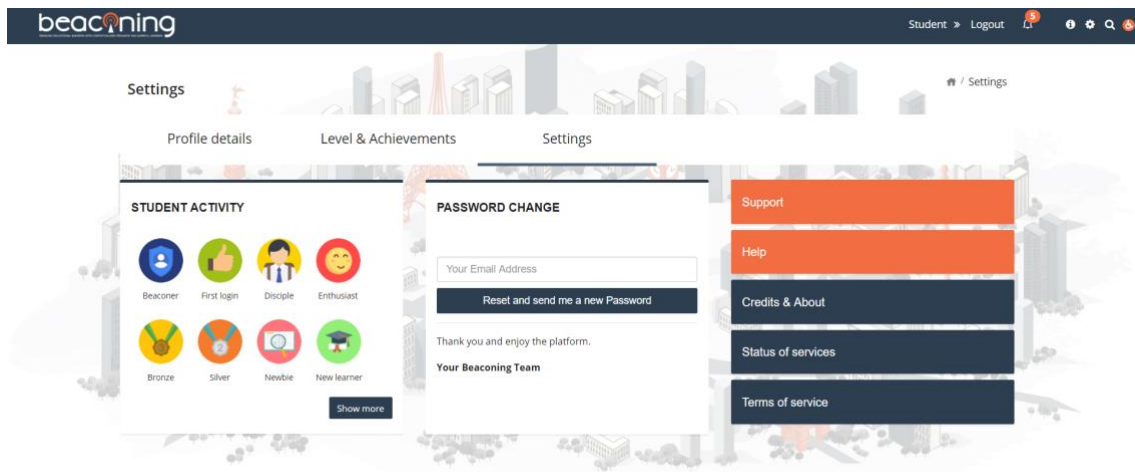 beaconing
Student » Logout
5
Settings
/ Settings
Profile details
Level & Achievements
Settings
STUDENT ACTIVITY
Beaconer
First login
Disciple
Enthusiast
Bronze
Silver
Newbie
New learner
Show more
PASSWORD CHANGE
Your Email Address
Reset and send me a new Password
Thank you and enjoy the platform.
Your Beaconing Team
Support
Help
Credits & About
Status of services
Terms of service